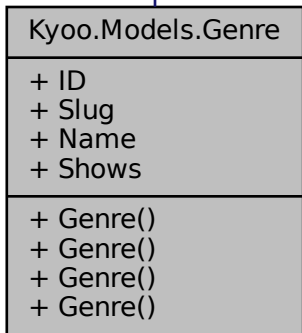 Kyoo.Models.Genre
+ ID
+ Slug
+ Name
+ Shows
+ Genre()
+ Genre()
+ Genre()
+ Genre()